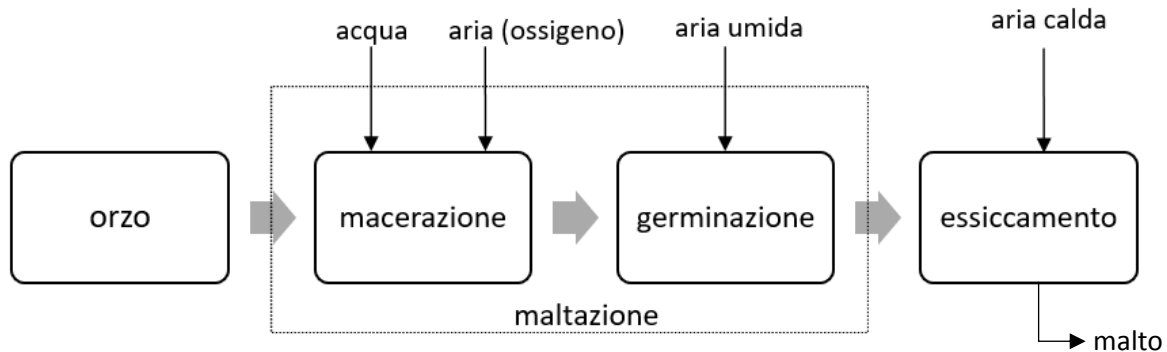 acqua
aria (ossigeno)
aria umida
aria calda
orzo
macerazione
germinazione
essiccamento
maltazione
malto